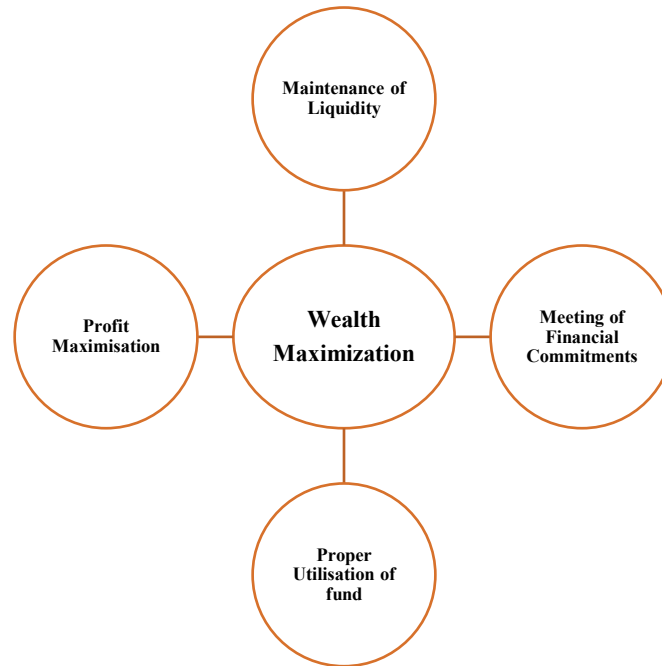 Maintenance of
Liquidity
Profit
Maximisation
Wealth
Maximization
Meeting of
Financial
Commitments
Proper
Utilisation of
fund